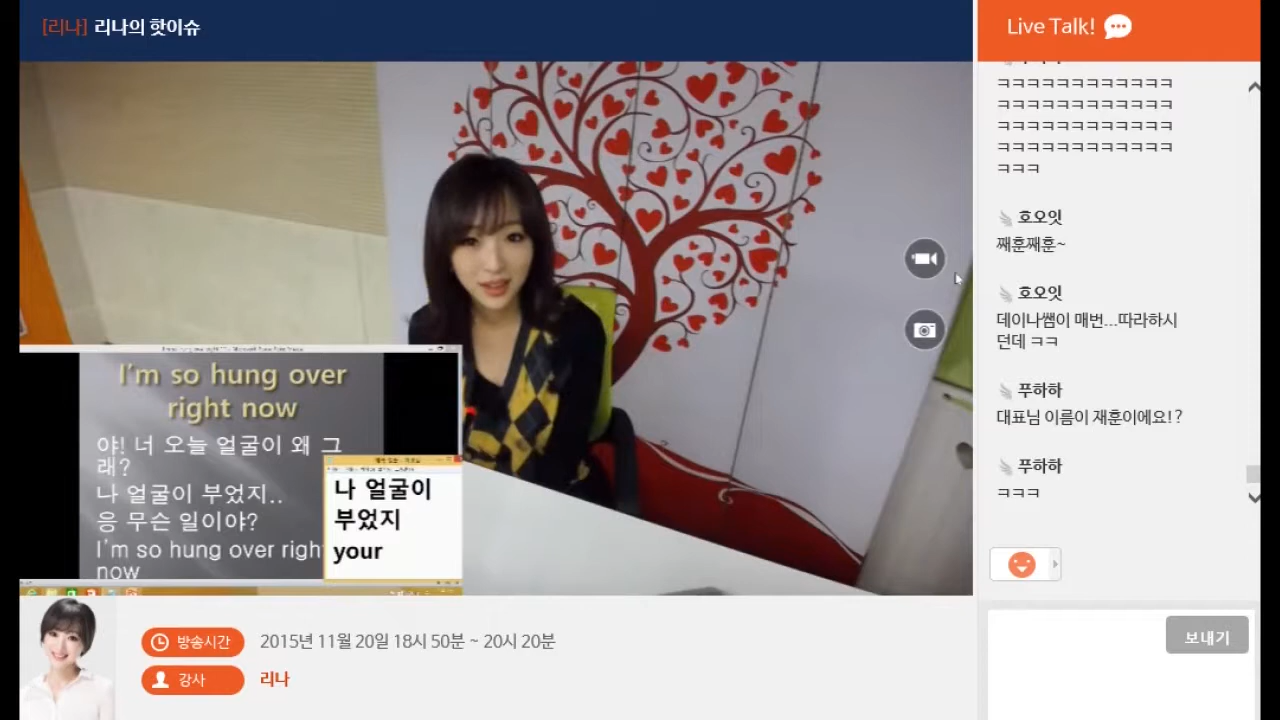 [리나] 리나의 핫이슈
Live Talk!
ㅋㅋㅋㅋㅋㅋㅋㅋㅋㅋㅋㅋ
ㅋㅋㅋㅋㅋㅋㅋㅋㅋㅋㅋㅋ
ㅋㅋㅋㅋㅋㅋㅋㅋㅋㅋㅋㅋ
ㅋㅋㅋㅋㅋㅋㅋㅋㅋㅋㅋㅋ
ㅋㅋㅋ
호오잇
째훈째훈~
호오잇
데이나쌤이 매번...따라하시
던데 ㅋㅋ
푸하하
대표님 이름이 재훈이에요!?
푸하하
ㅋㅋㅋ
보내기
I'm so hung over
right now
야! 너 오늘 얼굴이 왜 그
래?
나 얼굴이 부었지..
응 무슨 일이야?
I'm so hung over righ
now
나 얼굴이
부었지
your
방송시간 2015년 11월 20일 18시 50분 ~ 20시 20분
강사 리나